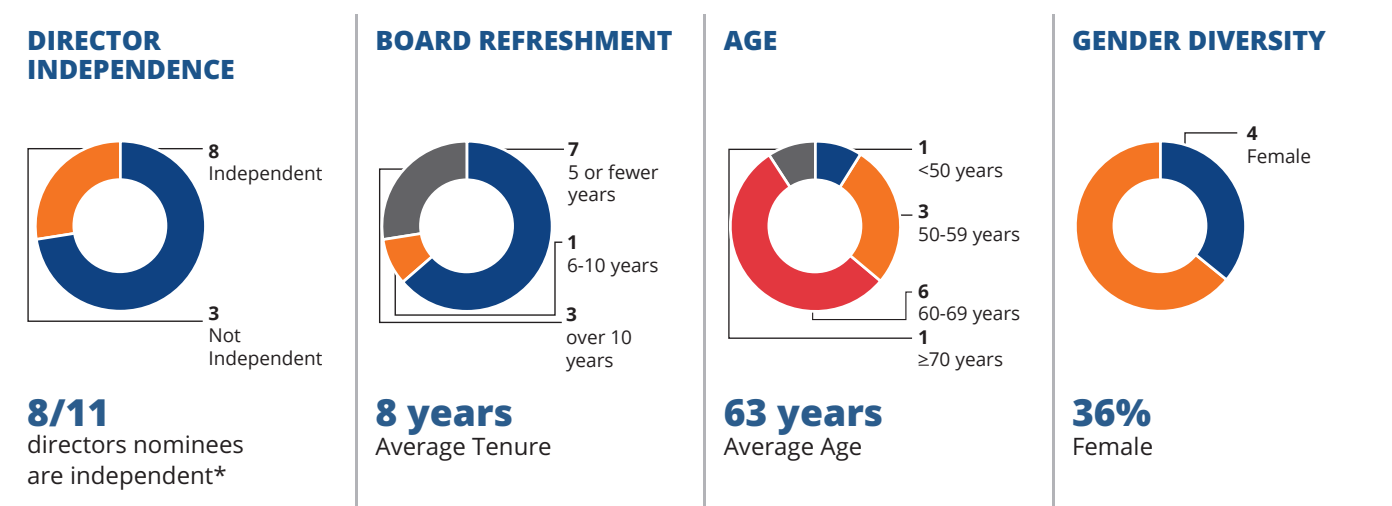 DIRECTOR
INDEPENDENCE
8
Independent
3
Not
Independent
8/11
directors nominees
are independent*
BOARD REFRESHMENT
7
5 or fewer
years
1
6-10 years
3
over 10
years
8 years
Average Tenure
AGE
1
<50 years
3
50-59 years
6
60-69 years
1
≥70 years
63 years
Average Age
GENDER DIVERSITY
4
Female
36%
Female